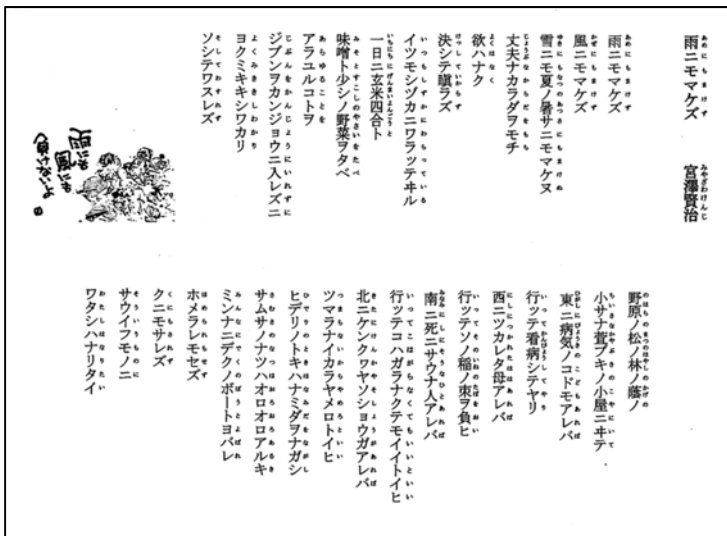 雨ニモマケズ　宮澤賢治
雨ニモマケズ
風ニモマケズ
雪ニモ夏ノ暑サニモマケヌ
丈夫ナカラダヲモチ
欲ハナク
決シテ瞋ラズ
イツモシヅカニワラッテヰル
一日ニ玄米四合ト
味噌ト少シノ野菜ヲタベ
アラユルコトヲ
ジブンヲカンジョウニ入レズニ
ヨクミキキシワカリ
ソシテワスレズ
雨にも
風にも
負けないよ
野原ノ松ノ林ノ蔭ノ
小サナ萓ブキノ小屋ニヰテ
東ニ病気ノコドモアレバ
行ッテ看病シテヤリ
西ニツカレタ母アレバ
行ッテソノ稲ノ束ヲ負ヒ
南ニ死ニサウナ人アレバ
行ッテコハガラナクテモイイトイヒ
北ニケンクヮヤソショウガアレバ
ツマラナイカラヤメロトイヒ
ヒデリノトキハナミダヲナガシ
サムサノナツハオロオロアルキ
ミンナニデクノボートヨバレ
ホメラレモセズ
クニモサレズ
サウイフモノニ
ワタシハナリタイ